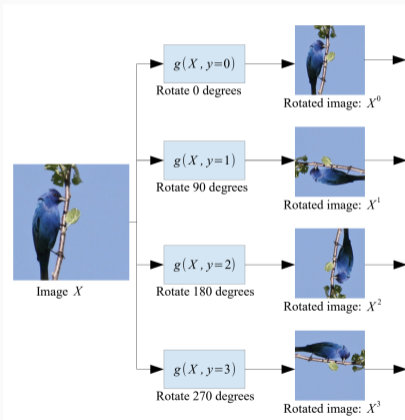 g(X, y=0)
Rotate 0 degrees
Rotated image: X⁰
g(X, y=1)
Rotate 90 degrees
Rotated image: X¹
Image X
g(X, y=2)
Rotate 180 degrees
Rotated image: X²
g(X, y=3)
Rotate 270 degrees
Rotated image: X³